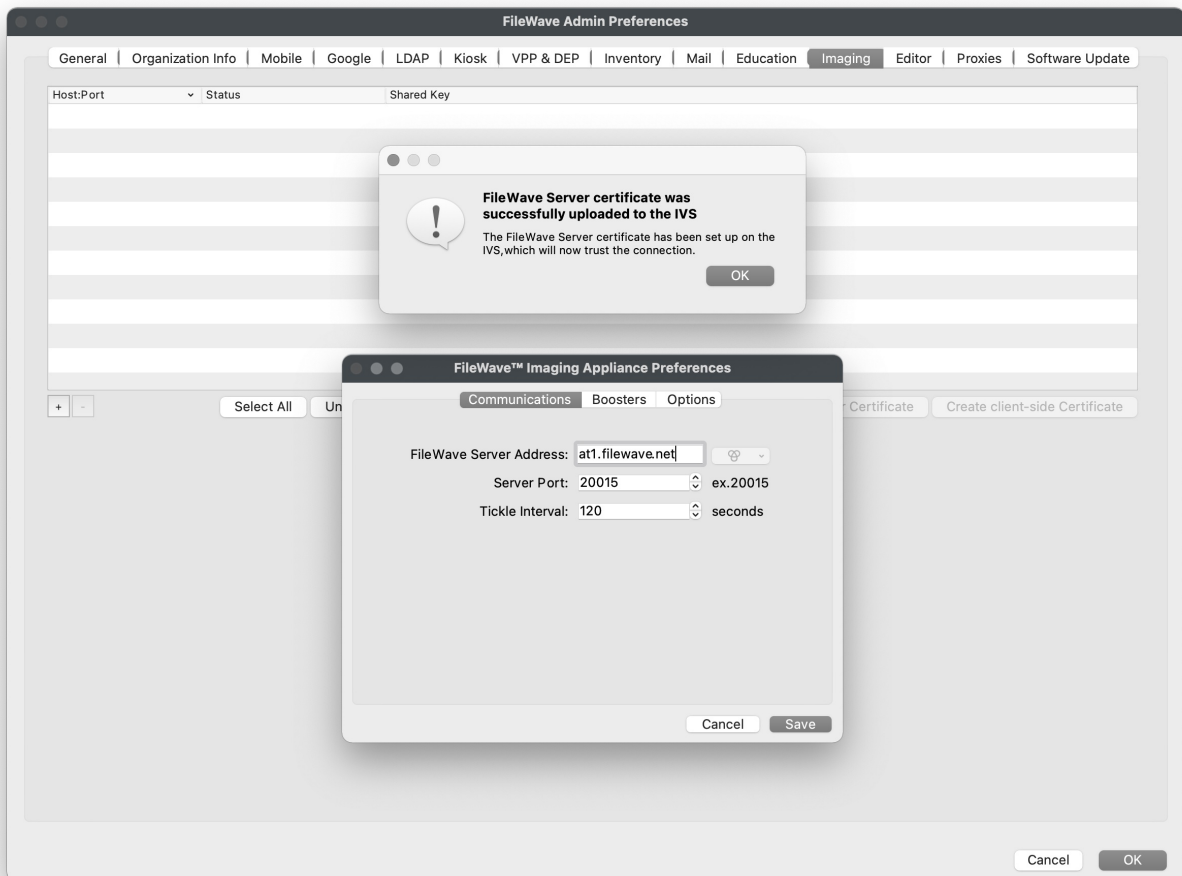 FileWave Admin Preferences
General Organization Info Mobile Google LDAP Kiosk VPP & DEP Inventory Mail Education Imaging Editor Proxies Software Update
Host:Port Status Shared Key
FileWave Server certificate was
successfully uploaded to the IVS
The FileWave Server certificate has been set up on the
IVS,which will now trust the connection.
OK
+ - Select All Un
Certificate Create client-side Certificate
FileWave™ Imaging Appliance Preferences
Communications Boosters Options
FileWave Server Address: at1.filewave.net
Server Port: 20015 ex.20015
Tickle Interval: 120 seconds
Cancel Save
Cancel OK